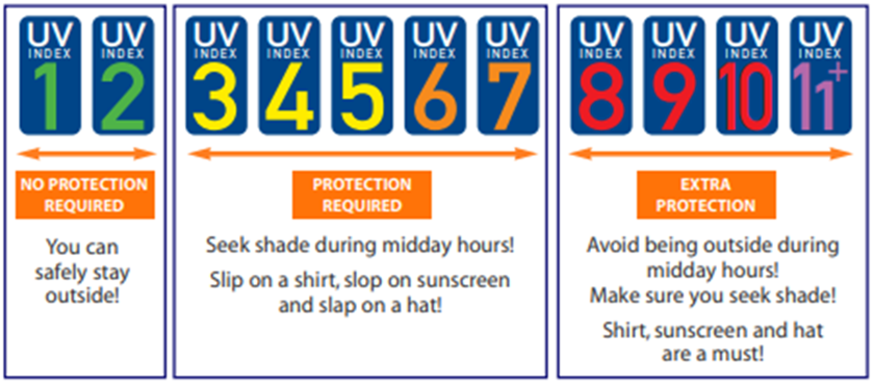 UV
INDEX
1
UV
INDEX
2
NO PROTECTION
REQUIRED
You can
safely stay
outside!
UV
INDEX
3
UV
INDEX
4
UV
INDEX
5
UV
INDEX
6
UV
INDEX
7
PROTECTION
REQUIRED
Seek shade during midday hours!
Slip on a shirt, slop on sunscreen
and slap on a hat!
UV
INDEX
8
UV
INDEX
9
UV
INDEX
10
UV
INDEX
11+
EXTRA
PROTECTION
Avoid being outside during
midday hours!
Make sure you seek shade!
Shirt, sunscreen and hat
are a must!